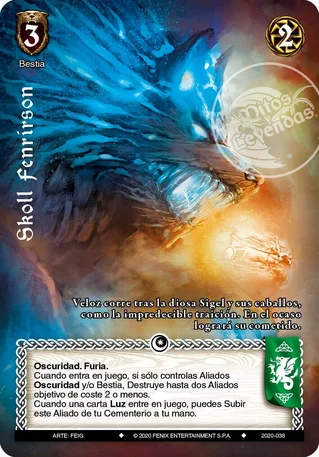 3
2
Bestia
Mitos y
Leyendas
Skoll Fenrirson
Veloz corre tras la diosa Sigel y sus caballos,
como la impredecible traición. En el ocaso
logrará su cometido.
Oscuridad. Furia.
Cuando entra en juego, si sólo controlas Aliados
Oscuridad y/o Bestia, Destruye hasta dos Aliados
objetivo de coste 2 o menos.
Cuando una carta Luz entre en juego, puedes Subir
este Aliado de tu Cementerio a tu mano.
ARTE: FEIG ◆ © 2020 FENIX ENTERTAINMENT S.P.A. ◆ 2020-038